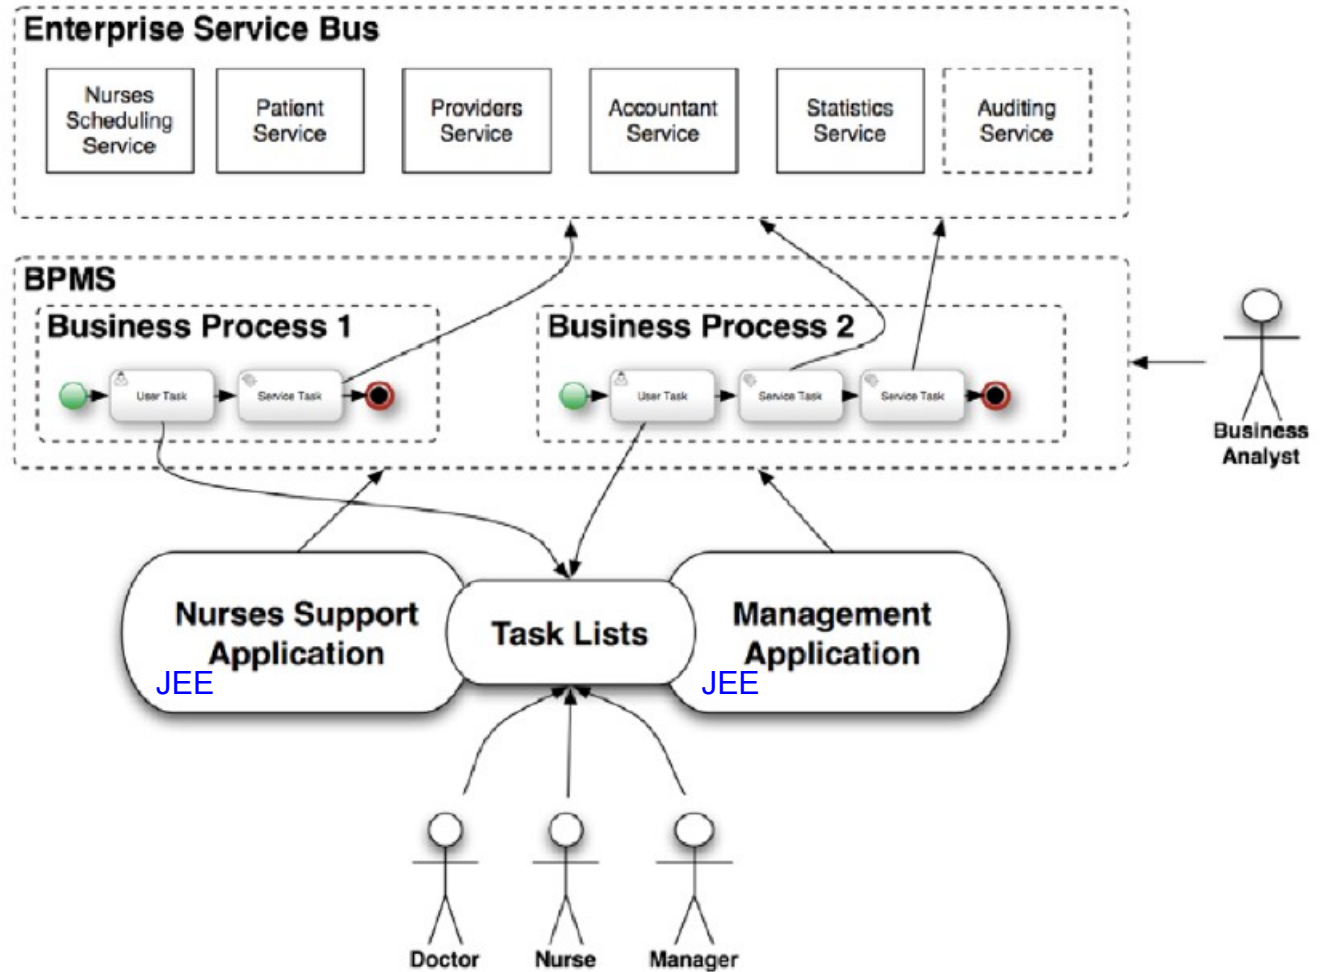 Enterprise Service Bus
Nurses
Scheduling
Service
Patient
Service
Providers
Service
Accountant
Service
Statistics
Service
Auditing
Service
BPMS
Business Process 1
User Task
Service Task
Business Process 2
User Task
Service Task
Service Task
Business
Analyst
Nurses Support
Application
JEE
Task Lists
Management
Application
JEE
Doctor
Nurse
Manager